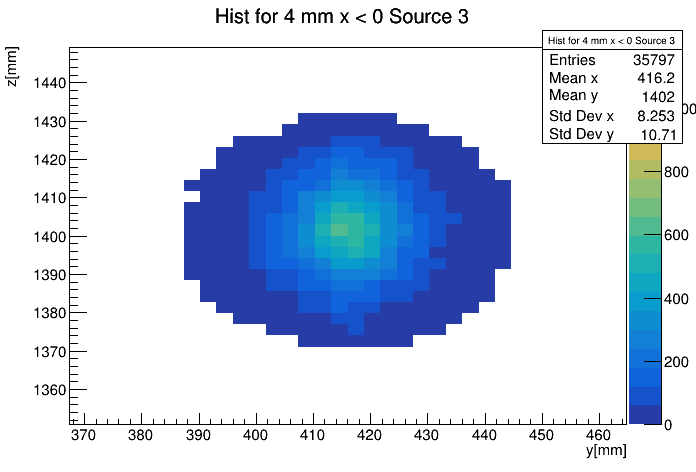 Hist for 4 mm x < 0 Source 3
z[mm]
Hist for 4 mm x < 0 Source 3
Entries 35797
Mean x 416.2
Mean y 1402
Std Dev x 8.253
Std Dev y 10.71
1440
1430
1420
1410
1400
1390
1380
1370
1360
370 380 390 400 410 420 430 440 450 460
y[mm]
00
800
600
400
200
0